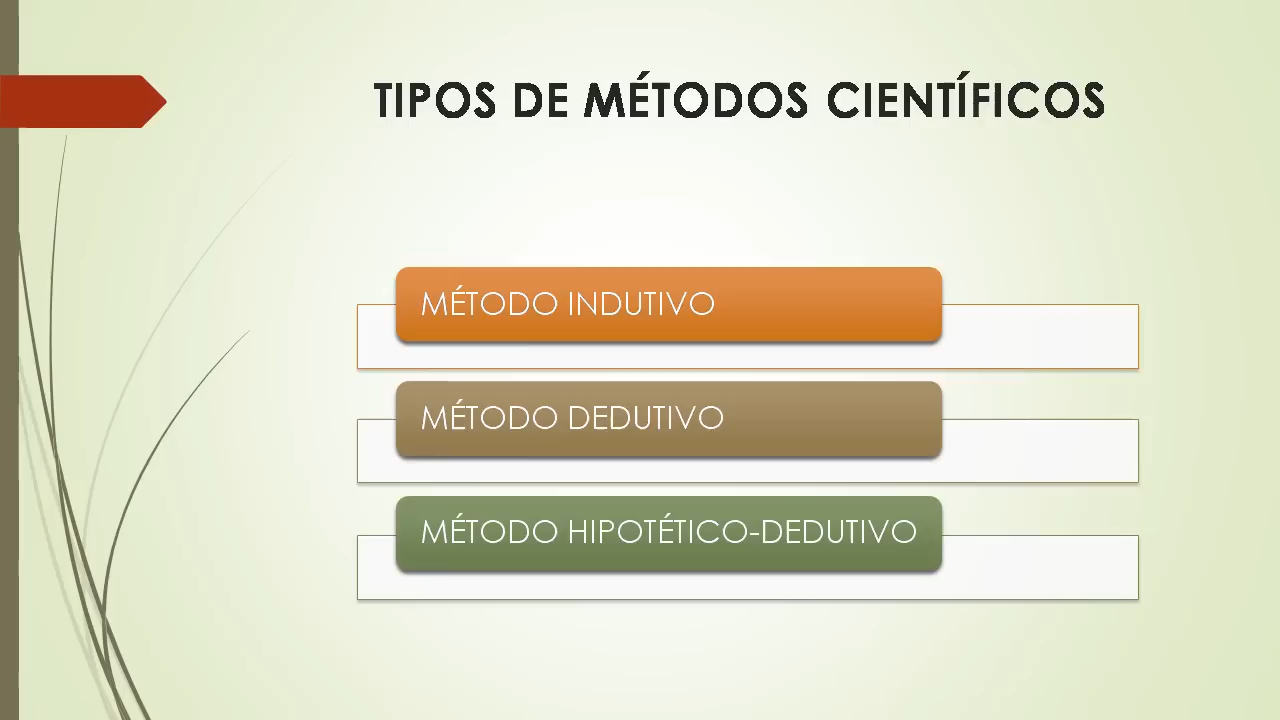 TIPOS DE MÉTODOS CIENTÍFICOS
MÉTODO INDUTIVO
MÉTODO DEDUTIVO
MÉTODO HIPOTÉTICO-DEDUTIVO